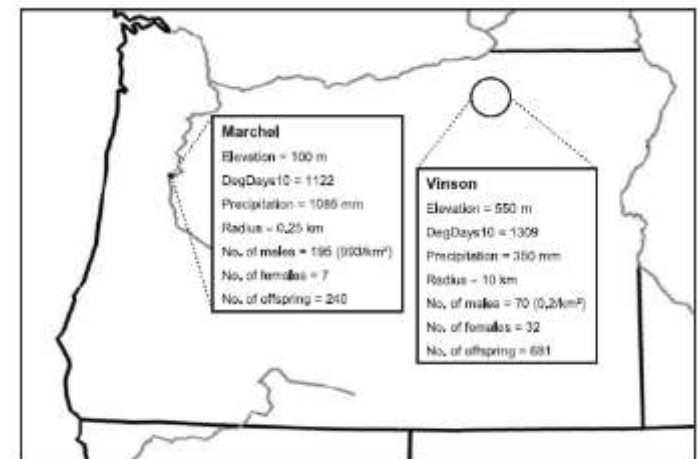 Marchel
Elevation = 100 m
DegDays10 = 1122
Precipitation = 1086 mm
Radius = 0.25 km
No. of males = 195 (993/km²)
No. of females = 7
No. of offspring = 240
Vinson
Elevation = 550 m
DegDays10 = 1309
Precipitation = 350 mm
Radius = 10 km
No. of males = 70 (0.2/km²)
No. of females = 32
No. of offspring = 681